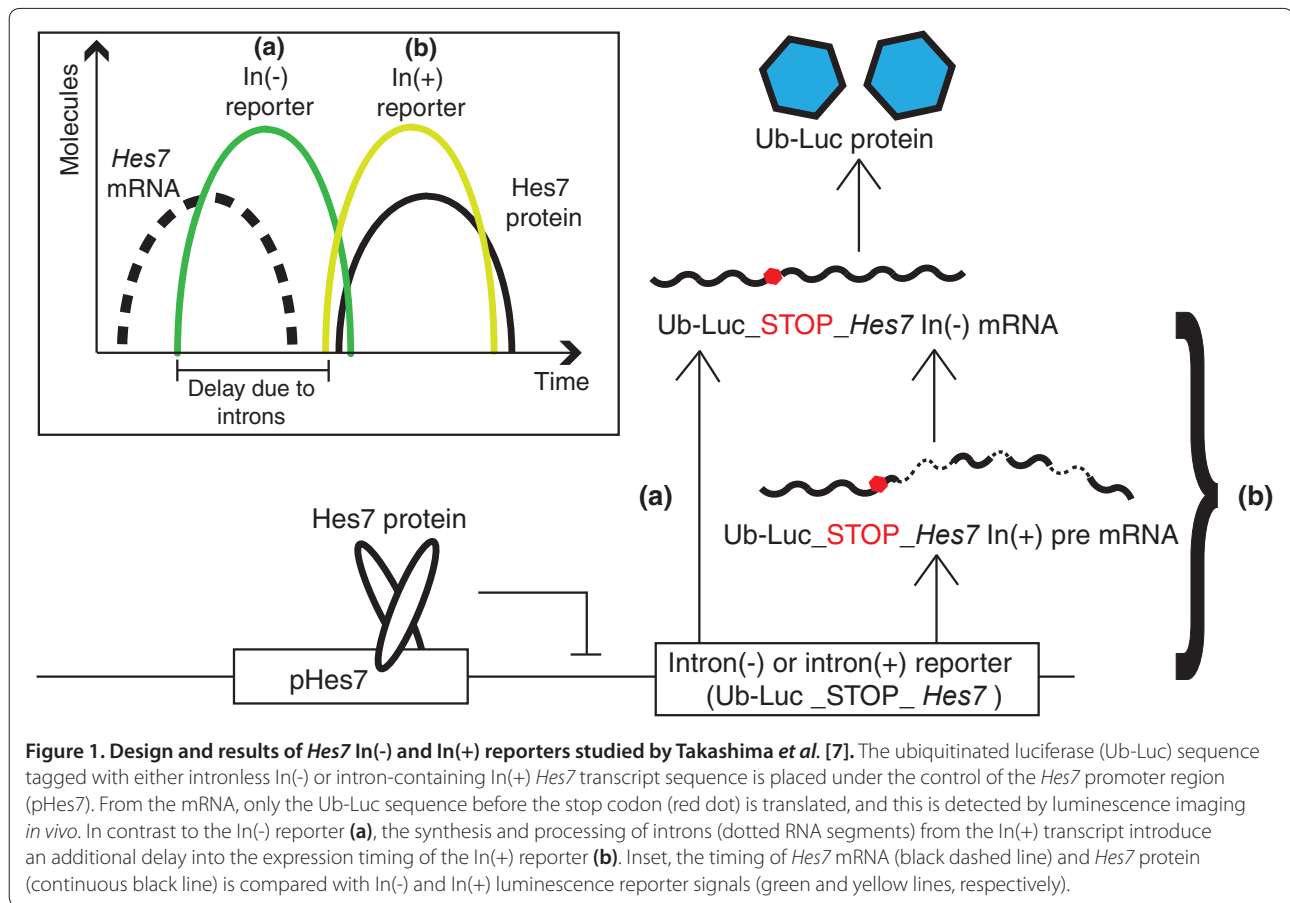 Molecules
(a)
In(-)
reporter
(b)
In(+)
reporter
Hes7
mRNA
Hes7
protein
Delay due to
introns
Time
Ub-Luc protein
Ub-Luc_STOP_Hes7 In(-) mRNA
(a)
Ub-Luc_STOP_Hes7 In(+) pre mRNA
(b)
Hes7 protein
pHes7
Intron(-) or intron(+) reporter
(Ub-Luc _STOP_ Hes7 )
Figure 1. Design and results of Hes7 In(-) and In(+) reporters studied by Takashima et al. [7]. The ubiquitinated luciferase (Ub-Luc) sequence
tagged with either intronless In(-) or intron-containing In(+) Hes7 transcript sequence is placed under the control of the Hes7 promoter region
(pHes7). From the mRNA, only the Ub-Luc sequence before the stop codon (red dot) is translated, and this is detected by luminescence imaging
in vivo. In contrast to the In(-) reporter (a), the synthesis and processing of introns (dotted RNA segments) from the In(+) transcript introduce
an additional delay into the expression timing of the In(+) reporter (b). Inset, the timing of Hes7 mRNA (black dashed line) and Hes7 protein
(continuous black line) is compared with In(-) and In(+) luminescence reporter signals (green and yellow lines, respectively).